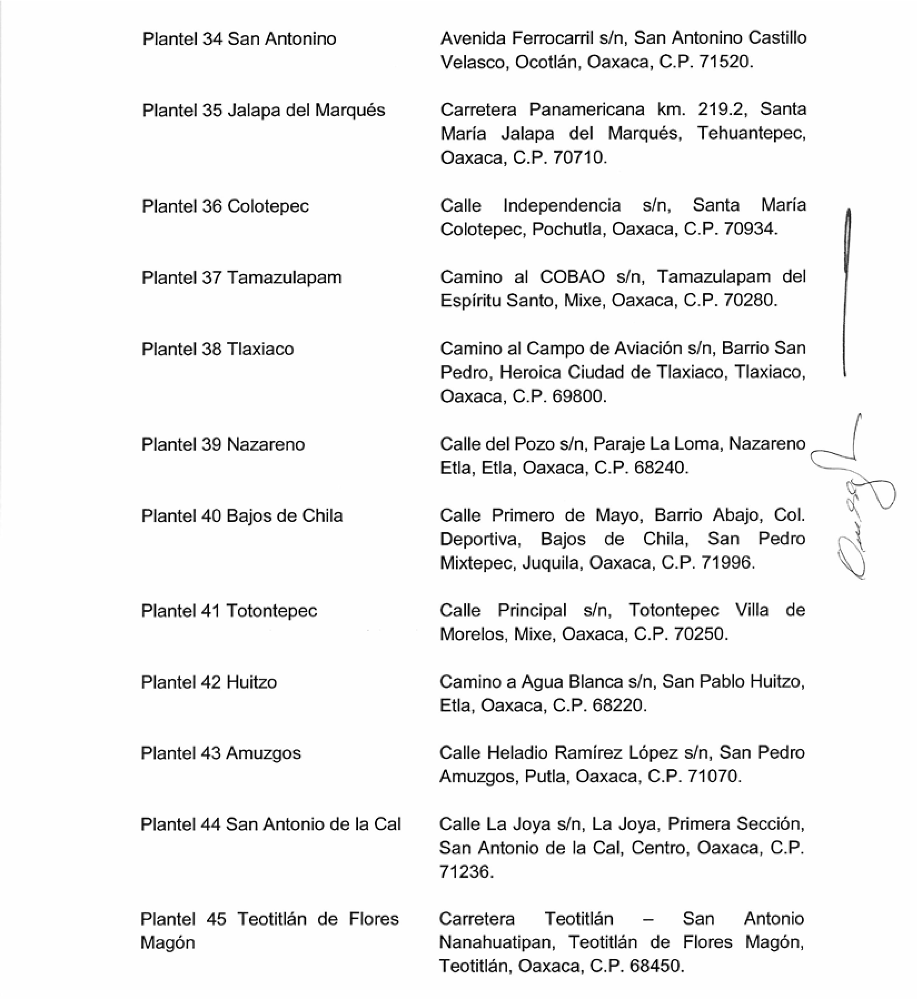 Plantel 34 San Antonino
Avenida Ferrocarril s/n, San Antonino Castillo
Velasco, Ocotlán, Oaxaca, C.P. 71520.
Plantel 35 Jalapa del Marqués
Carretera Panamericana km. 219.2, Santa
María Jalapa del Marqués, Tehuantepec,
Oaxaca, C.P. 70710.
Plantel 36 Colotepec
Calle Independencia s/n, Santa María
Colotepec, Pochutla, Oaxaca, C.P. 70934.
Plantel 37 Tamazulapam
Camino al COBAO s/n, Tamazulapam del
Espíritu Santo, Mixe, Oaxaca, C.P. 70280.
Plantel 38 Tlaxiaco
Camino al Campo de Aviación s/n, Barrio San
Pedro, Heroica Ciudad de Tlaxiaco, Tlaxiaco,
Oaxaca, C.P. 69800.
Plantel 39 Nazareno
Calle del Pozo s/n, Paraje La Loma, Nazareno
Etla, Etla, Oaxaca, C.P. 68240.
Plantel 40 Bajos de Chila
Calle Primero de Mayo, Barrio Abajo, Col.
Deportiva, Bajos de Chila, San Pedro
Mixtepec, Juquila, Oaxaca, C.P. 71996.
Plantel 41 Totontepec
Calle Principal s/n, Totontepec Villa de
Morelos, Mixe, Oaxaca, C.P. 70250.
Plantel 42 Huitzo
Camino a Agua Blanca s/n, San Pablo Huitzo,
Etla, Oaxaca, C.P. 68220.
Plantel 43 Amuzgos
Calle Heladio Ramírez López s/n, San Pedro
Amuzgos, Putla, Oaxaca, C.P. 71070.
Plantel 44 San Antonio de la Cal
Calle La Joya s/n, La Joya, Primera Sección,
San Antonio de la Cal, Centro, Oaxaca, C.P.
71236.
Plantel 45 Teotitlán de Flores
Magón
Carretera Teotitlán – San Antonio
Nanahuatipan, Teotitlán de Flores Magón,
Teotitlán, Oaxaca, C.P. 68450.